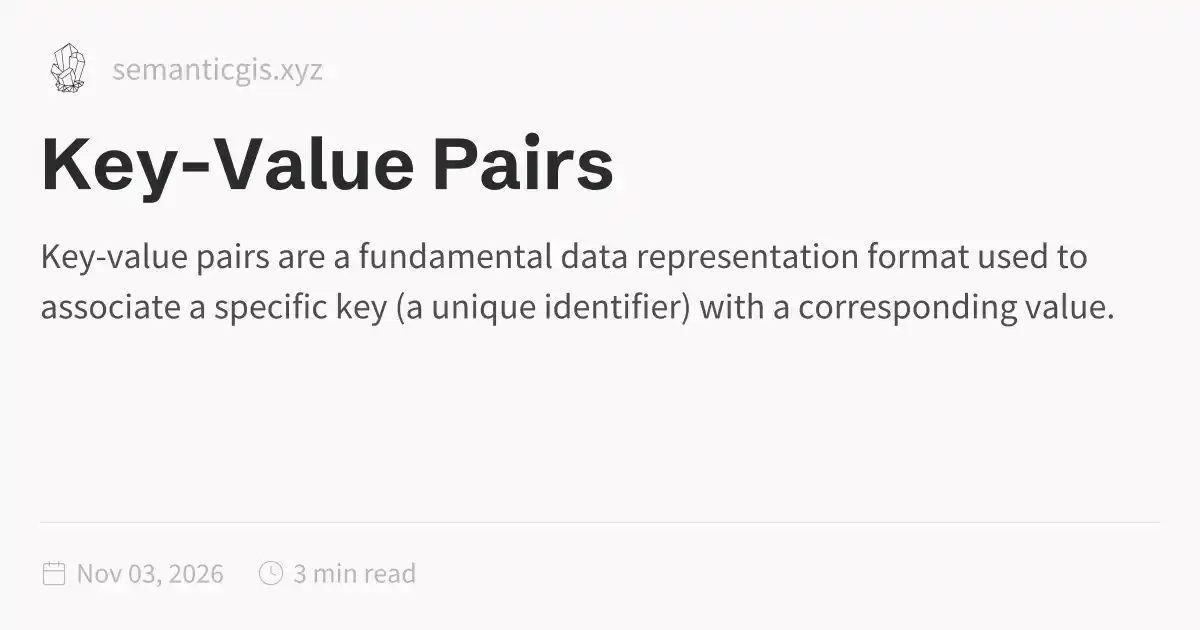 semanticgis.xyz
Key-Value Pairs
Key-value pairs are a fundamental data representation format used to
associate a specific key (a unique identifier) with a corresponding value.
Nov 03, 2026 3 min read